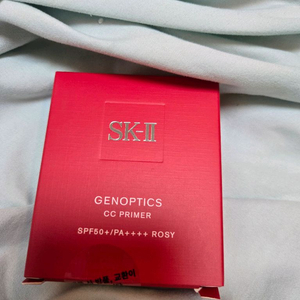 SK-II
GENOPTICS
CC PRIMER
SPF50+/PA++++ ROSY